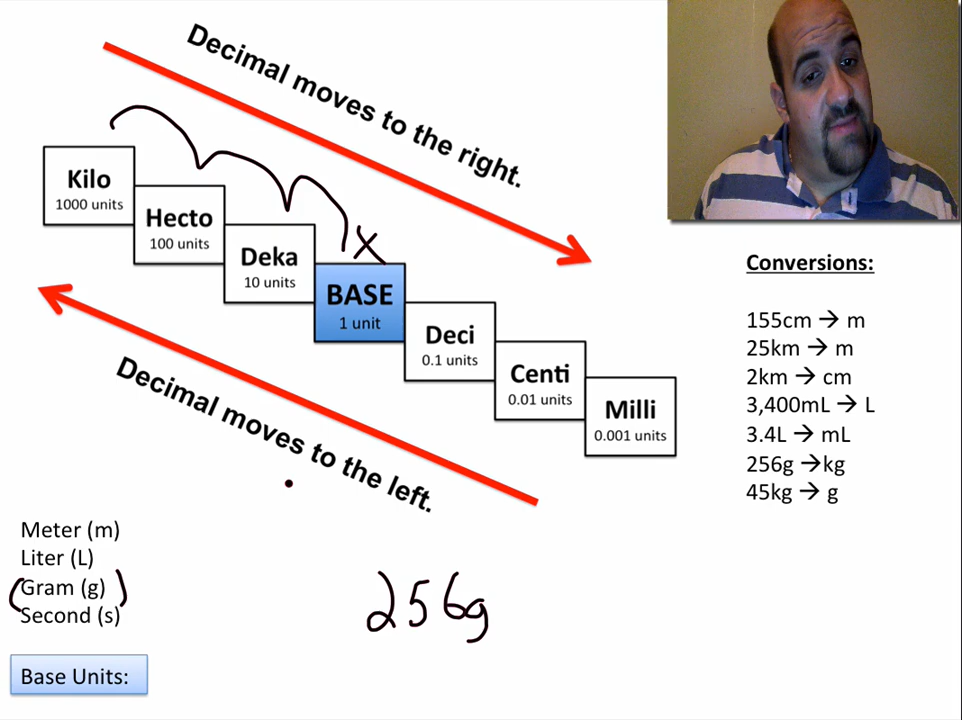 Decimal moves to the right.
Kilo
1000 units
Hecto
100 units
Deka
10 units
x
BASE
1 unit
Deci
0.1 units
Centi
0.01 units
Milli
0.001 units
Decimal moves to the left.
Conversions:
155cm → m
25km → m
2km → cm
3,400mL → L
3.4L → mL
256g →kg
45kg → g
Meter (m)
Liter (L)
(Gram (g) )
Second (s)
256g
Base Units: